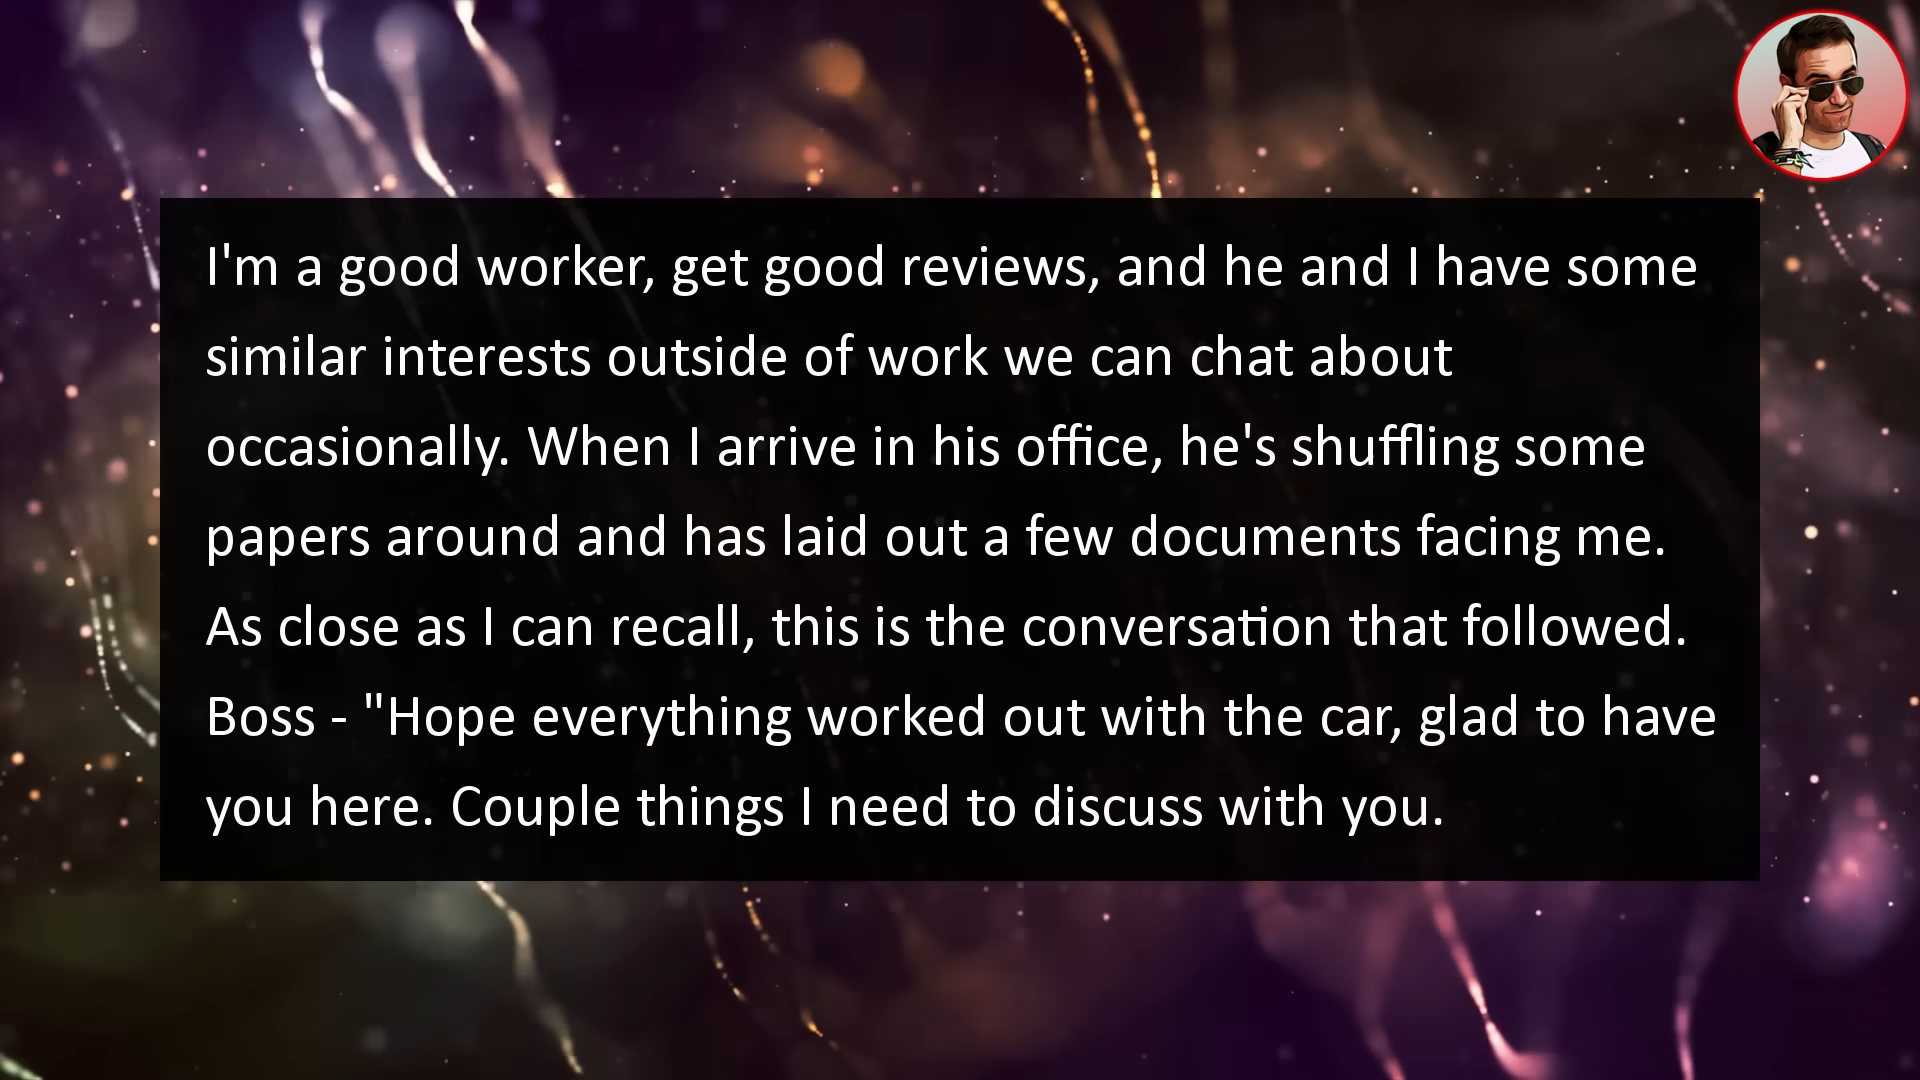 I'm a good worker, get good reviews, and he and I have some
similar interests outside of work we can chat about
occasionally. When I arrive in his office, he's shuffling some
papers around and has laid out a few documents facing me.
As close as I can recall, this is the conversation that followed.
Boss - "Hope everything worked out with the car, glad to have
you here. Couple things I need to discuss with you.